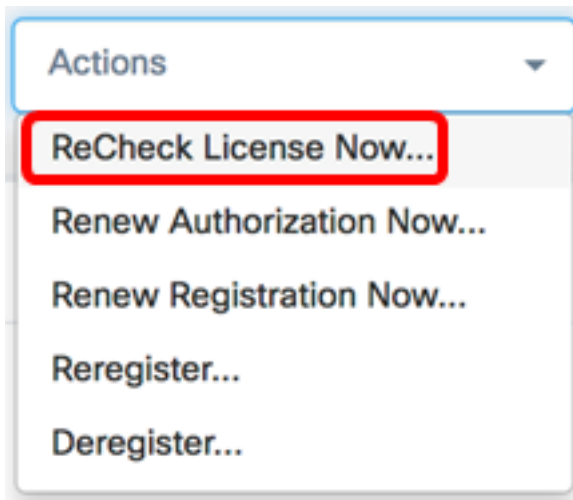 Actions
ReCheck License Now...
Renew Authorization Now...
Renew Registration Now...
Reregister...
Deregister...